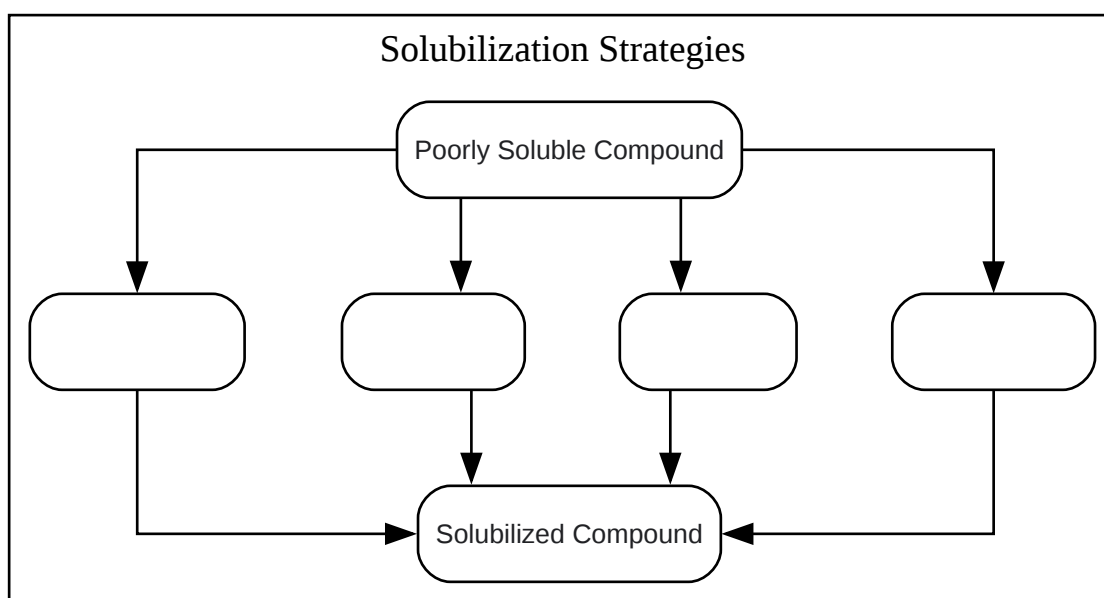 Solubilization Strategies
Poorly Soluble Compound
Solubilized Compound